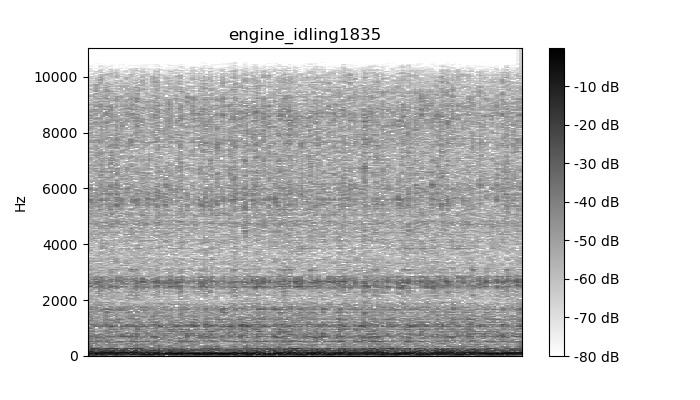 engine_idling1835
Hz
10000
8000
6000
4000
2000
0
-10 dB
-20 dB
-30 dB
-40 dB
-50 dB
-60 dB
-70 dB
-80 dB